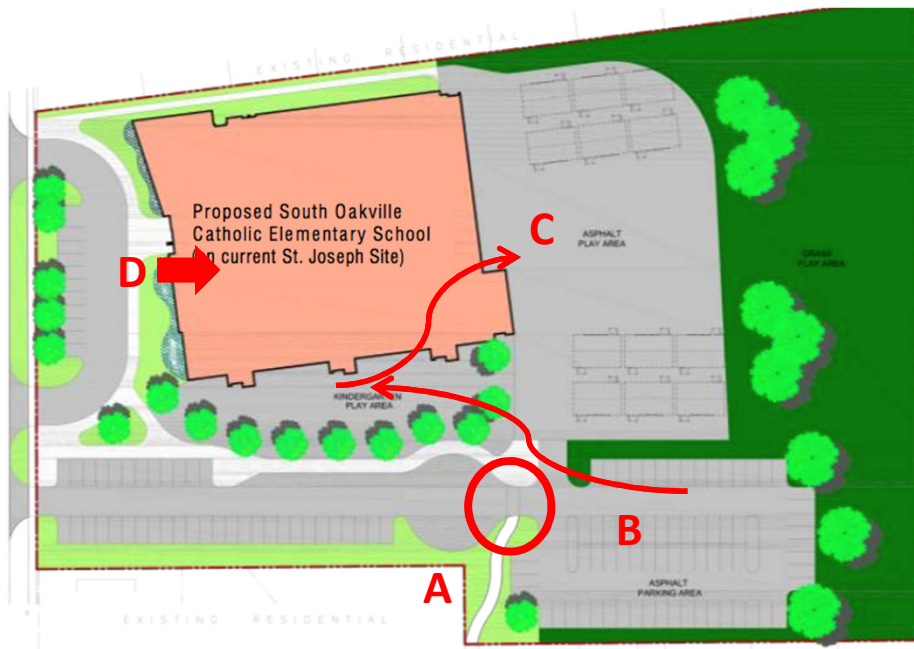 EXISTING RESIDENTIAL
Proposed South Oakville
Catholic Elementary School
(on current St. Joseph Site)
C
ASPHALT
PLAY AREA
GRASS
PLAY AREA
D
KINDERGARTEN
PLAY AREA
B
A
ASPHALT
PARKING AREA
EXISTING RESIDENTIAL